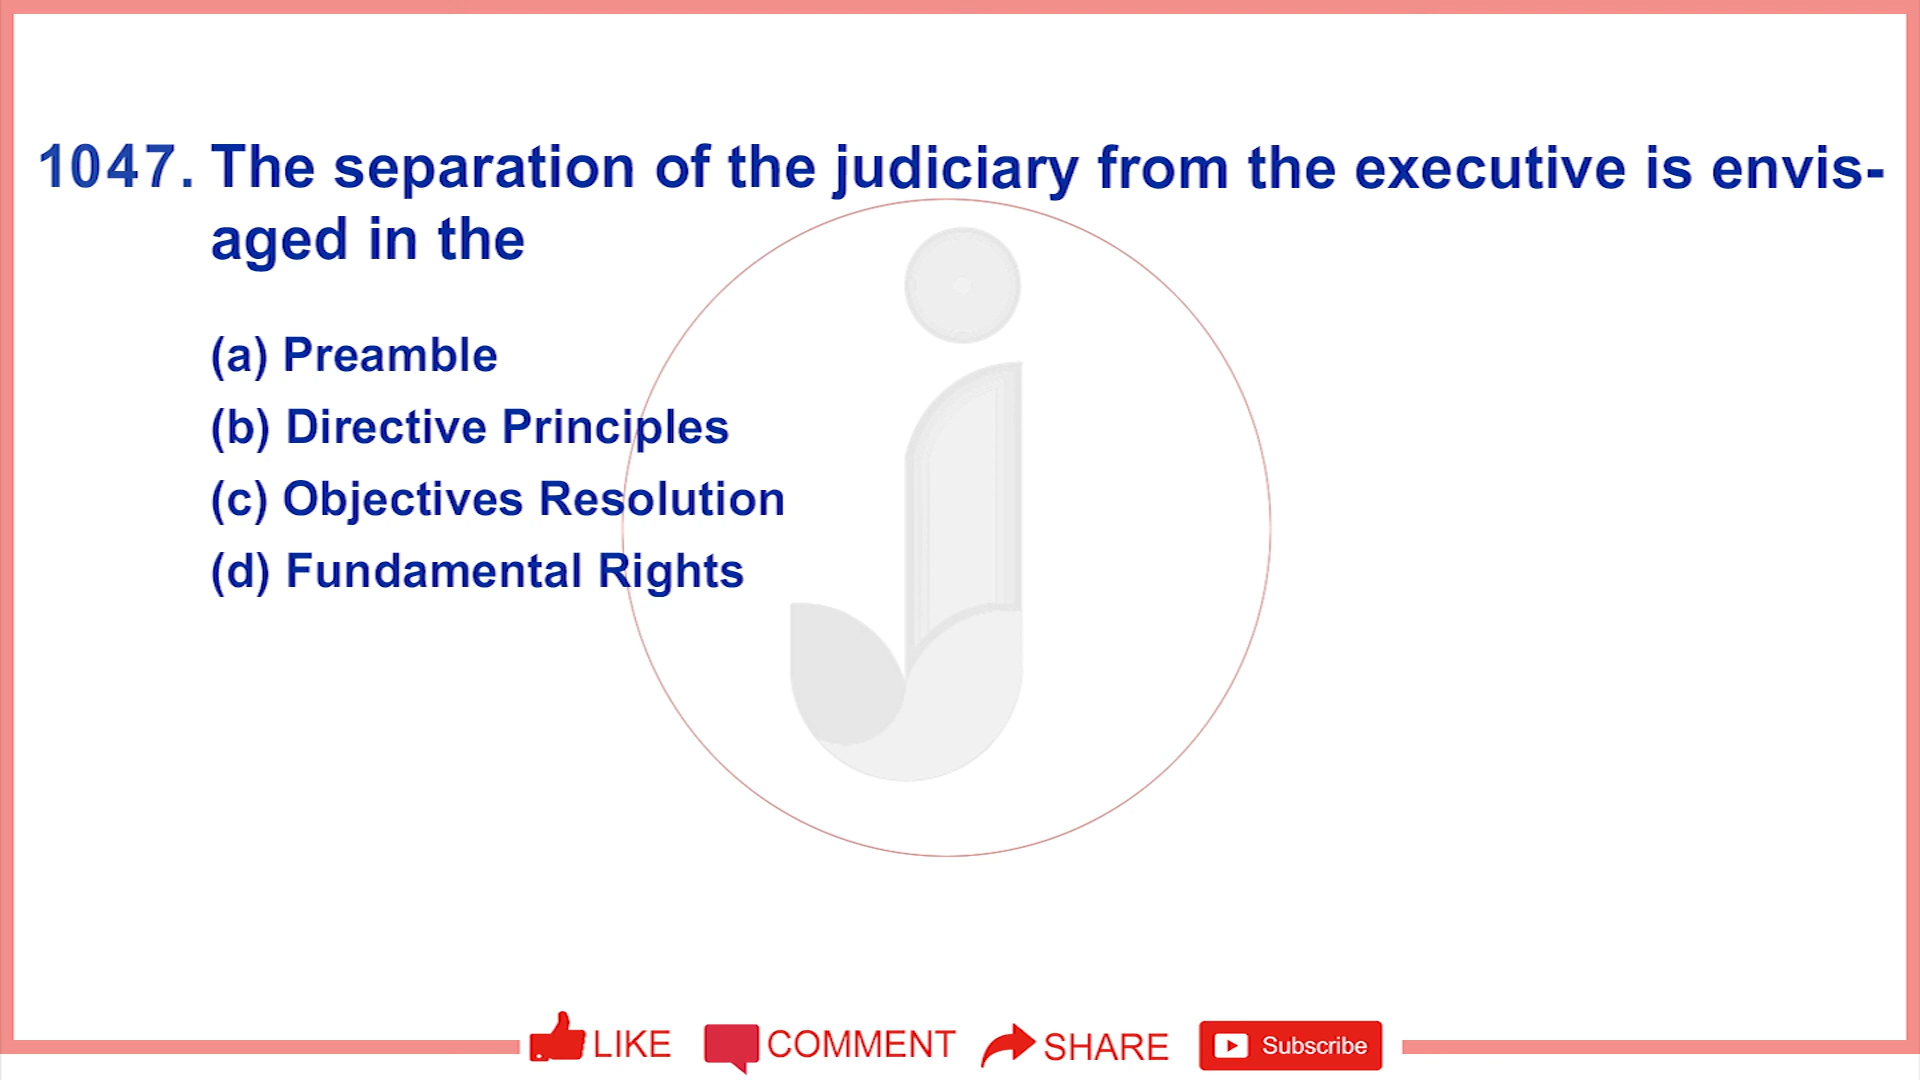 1047. The separation of the judiciary from the executive is envis-
aged in the
(a) Preamble
(b) Directive Principles
(c) Objectives Resolution
(d) Fundamental Rights
LIKE COMMENT SHARE Subscribe